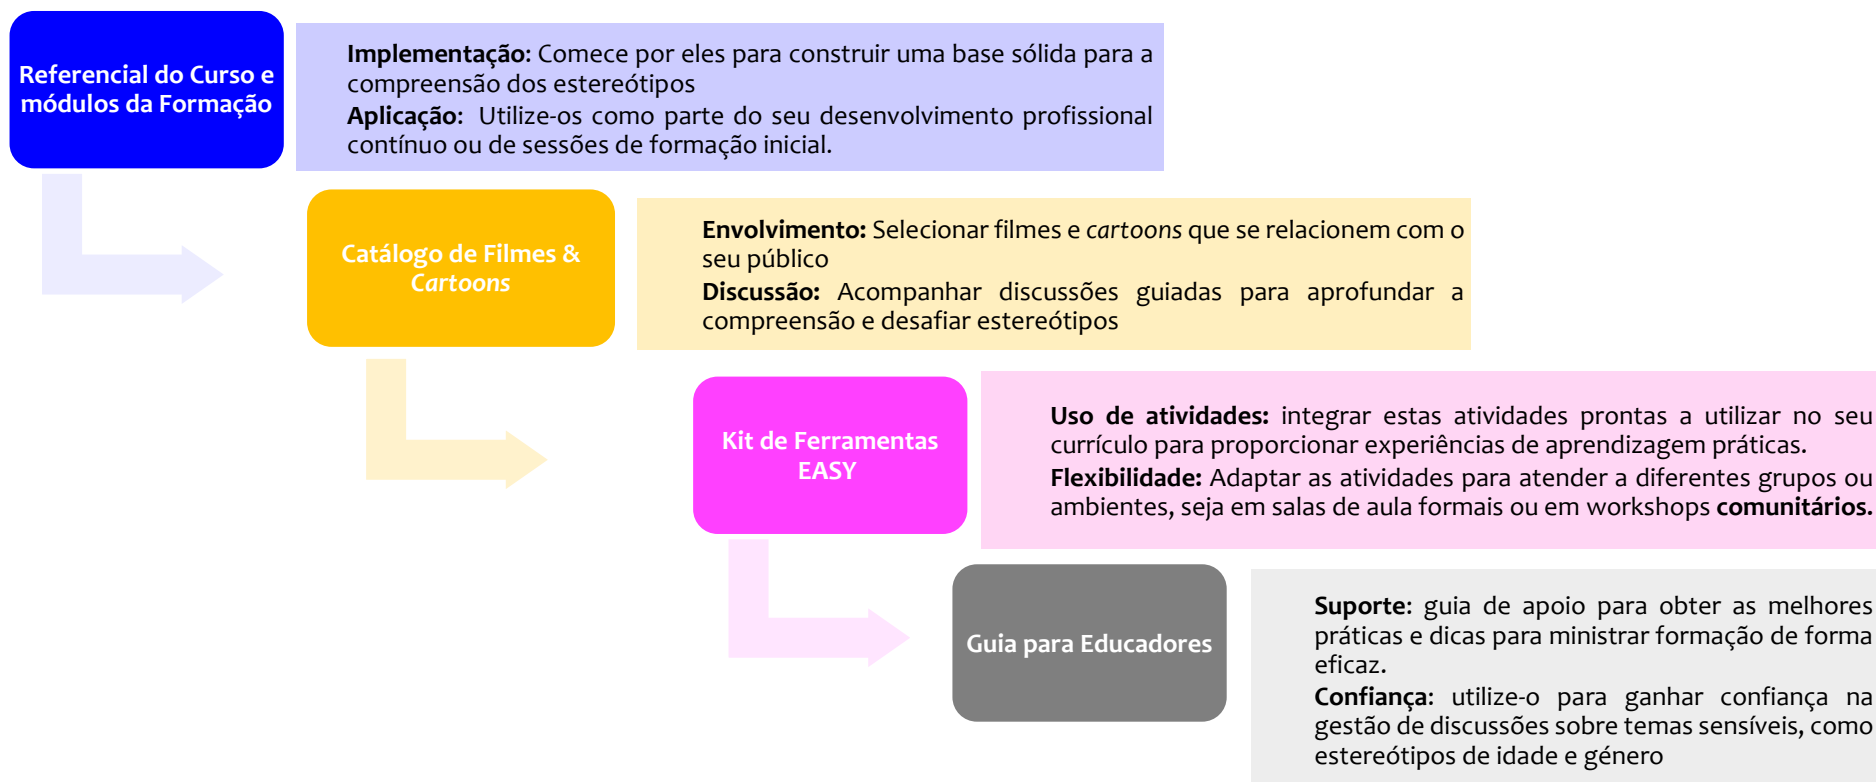 Referencial do Curso e
módulos da Formação
Implementação: Comece por eles para construir uma base sólida para a
compreensão dos estereótipos
Aplicação: Utilize-os como parte do seu desenvolvimento profissional
contínuo ou de sessões de formação inicial.
Catálogo de Filmes &
Cartoons
Envolvimento: Selecionar filmes e cartoons que se relacionem com o
seu público
Discussão: Acompanhar discussões guiadas para aprofundar a
compreensão e desafiar estereótipos
Kit de Ferramentas
EASY
Uso de atividades: integrar estas atividades prontas a utilizar no seu
currículo para proporcionar experiências de aprendizagem práticas.
Flexibilidade: Adaptar as atividades para atender a diferentes grupos ou
ambientes, seja em salas de aula formais ou em workshops comunitários.
Guia para Educadores
Suporte: guia de apoio para obter as melhores
práticas e dicas para ministrar formação de forma
eficaz.
Confiança: utilize-o para ganhar confiança na
gestão de discussões sobre temas sensíveis, como
estereótipos de idade e género